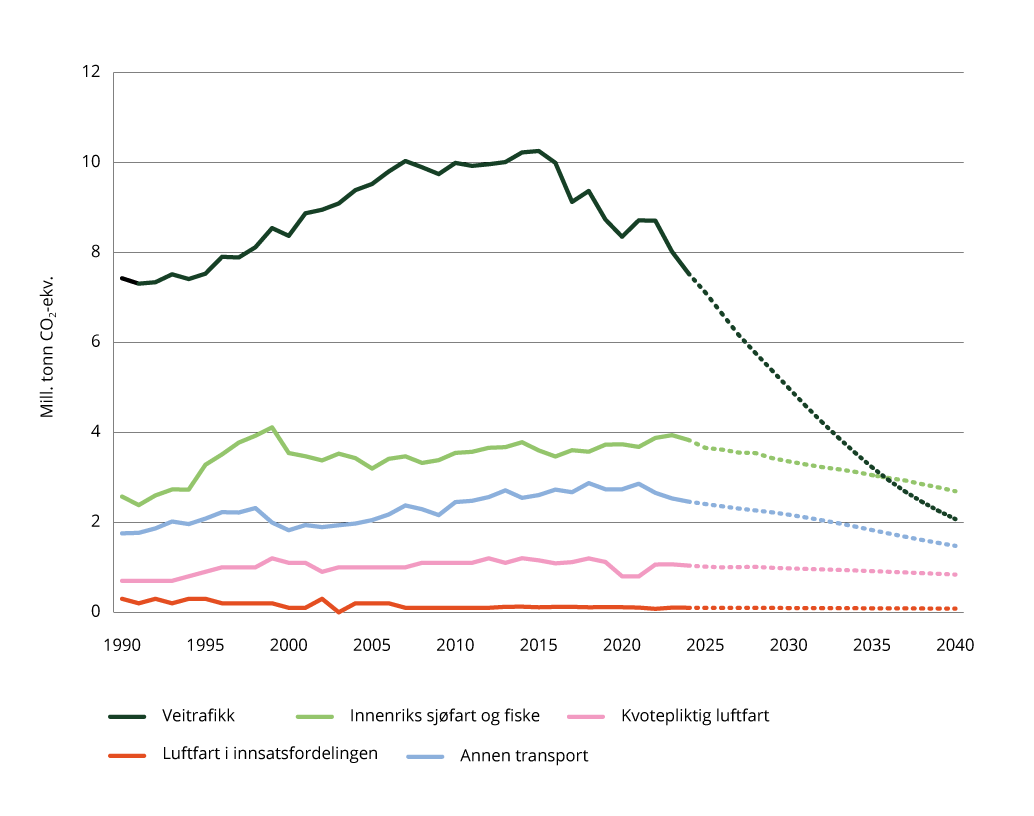 12
10
8
6
4
2
0
Mill. tonn CO₂-ekv.
1990 1995 2000 2005 2010 2015 2020 2025 2030 2035 2040
Veitrafikk Innenriks sjøfart og fiske Kvotepliktig luftfart
Luftfart i innsatsfordelingen Annen transport